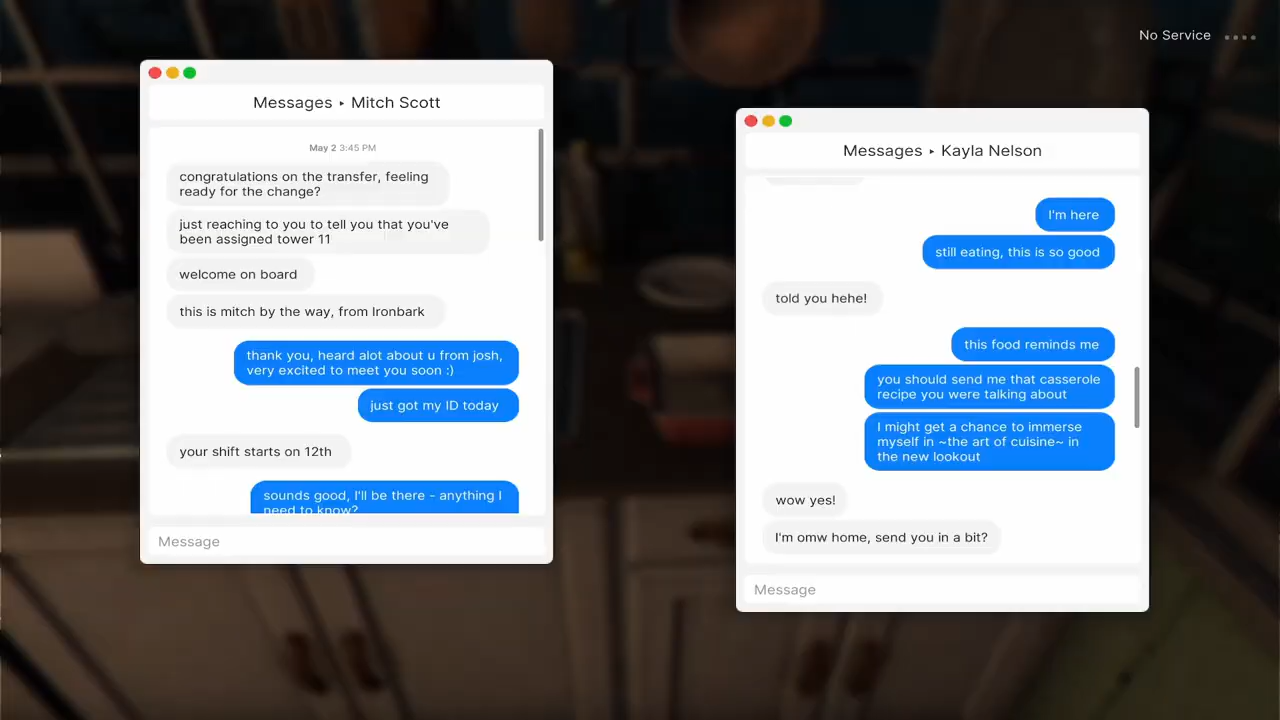 No Service
Messages ▸ Mitch Scott
May 2 3:45 PM
congratulations on the transfer, feeling
ready for the change?
just reaching to you to tell you that you've
been assigned tower 11
welcome on board
this is mitch by the way, from Ironbark
thank you, heard alot about u from josh,
very excited to meet you soon :)
just got my ID today
your shift starts on 12th
sounds good, I'll be there - anything I
need to know?
Message
Messages ▸ Kayla Nelson
I'm here
still eating, this is so good
told you hehe!
this food reminds me
you should send me that casserole
recipe you were talking about
I might get a chance to immerse
myself in ~the art of cuisine~ in
the new lookout
wow yes!
I'm omw home, send you in a bit?
Message